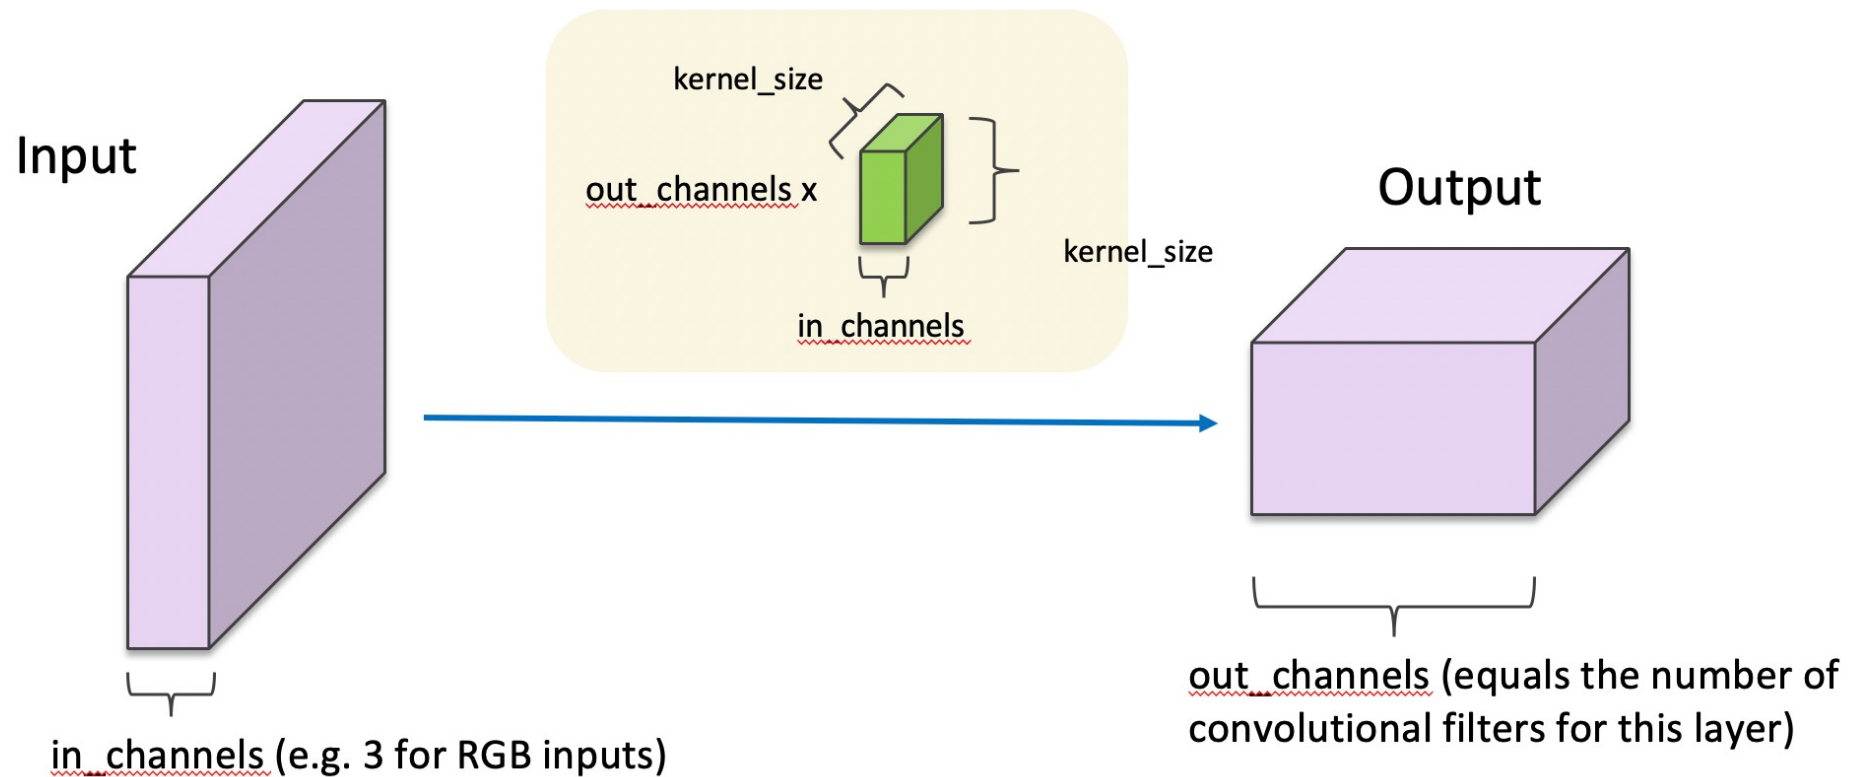 Input
kernel_size
out_channels x
kernel_size
in_channels
Output
in_channels (e.g. 3 for RGB inputs)
out_channels (equals the number of
convolutional filters for this layer)